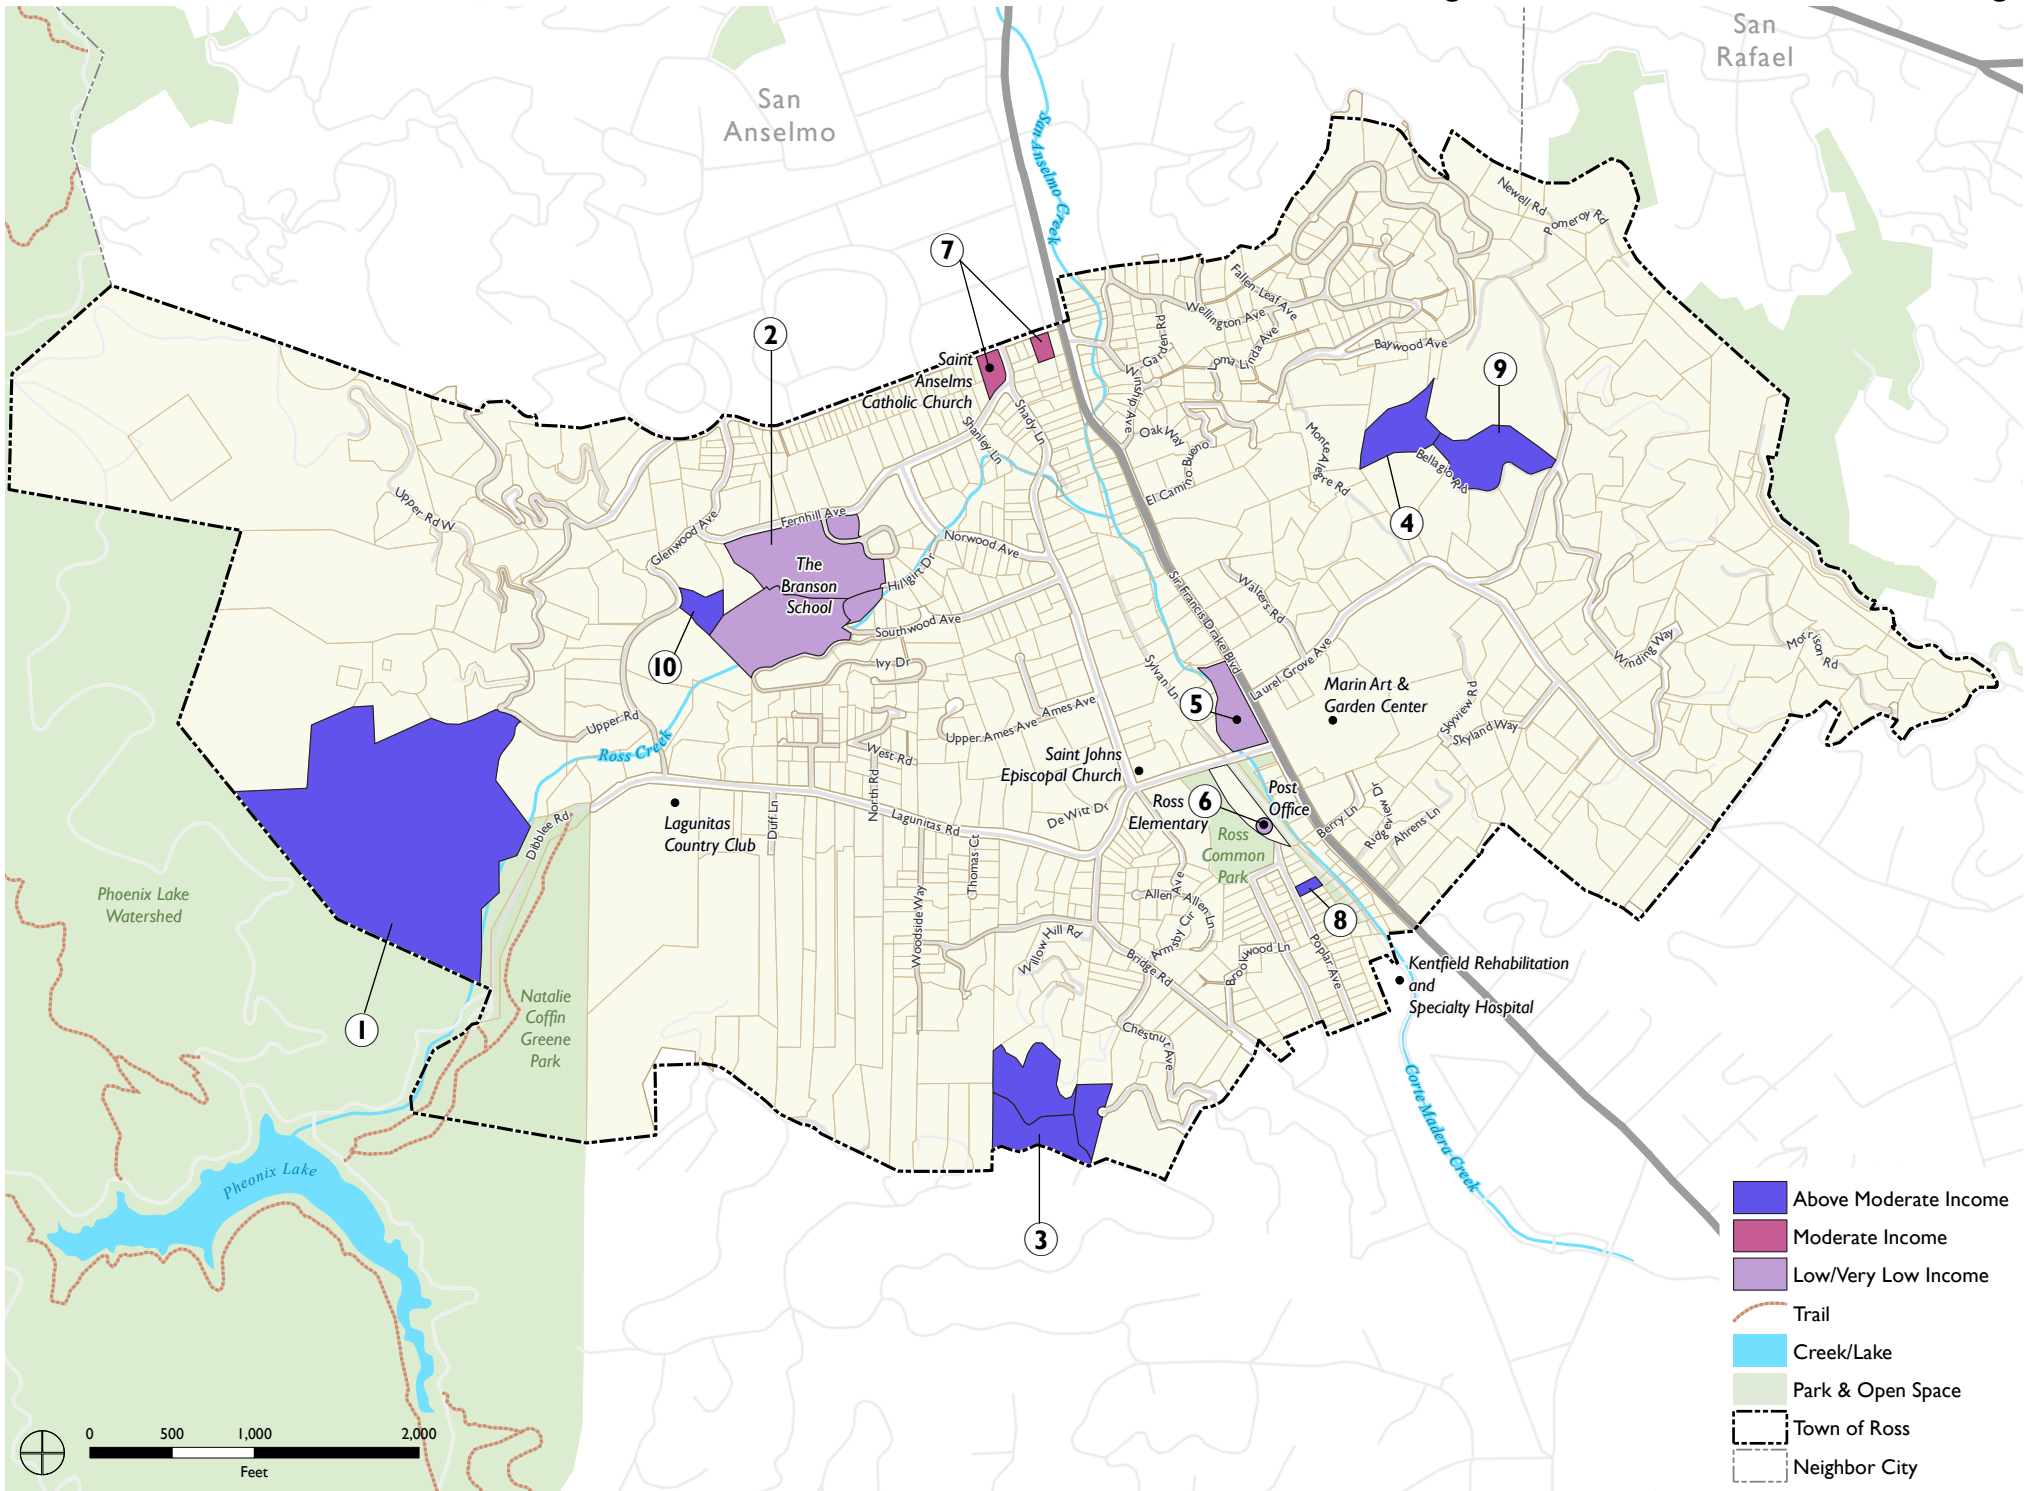 San
Rafael
San
Anselmo
San Anselmo Creek
Newell Rd
Pomeroy Rd
7
Fallen Leaf Ave
Wellington Ave
2
Garden Rd
Loma Linda Ave
Baywood Ave
Winship Ave
Saint
Anselms
Catholic Church
9
Shady Ln
Shanley Ln
Oak Way
El Camino Bueno
Monte Alegre Rd
Bellagio Rd
4
Upper Rd W
Glenwood Ave
Fernhill Ave
Norwood Ave
The
Branson
School
Hillgirt Dr
Sir Francis Drake Blvd
Walters Rd
10
Southwood Ave
Ivy Dr
Sylvan Ln
Laurel Grove Ave
Winding Way
Morrison Rd
Marin Art &
Garden Center
5
Skyview Rd
Skyland Way
Upper Rd
Ross Creek
Upper Ames Ave
Ames Ave
West Rd
North Rd
Saint Johns
Episcopal Church
Post
Office
6
Ross
Elementary
Ross
Common
Park
De Witt Dr
Berry Ln
Ridgeview Dr
Ahrens Ln
Lagunitas
Country Club
Duff Ln
Lagunitas Rd
Dibblee Rd
Thomas Ct
Woodside Way
Allen Ave
Allen Ln
Armsby Cir
8
Phoenix Lake
Watershed
Willow Hill Rd
Bridge Rd
Brookwood Ln
Poplar Ave
Kentfield Rehabilitation
and
Specialty Hospital
Natalie
Coffin
Greene
Park
1
Chestnut Ave
Corte Madera Creek
Pheonix Lake
3
Above Moderate Income
Moderate Income
Low/Very Low Income
Trail
Creek/Lake
Park & Open Space
Town of Ross
Neighbor City
0 500 1,000 2,000
Feet